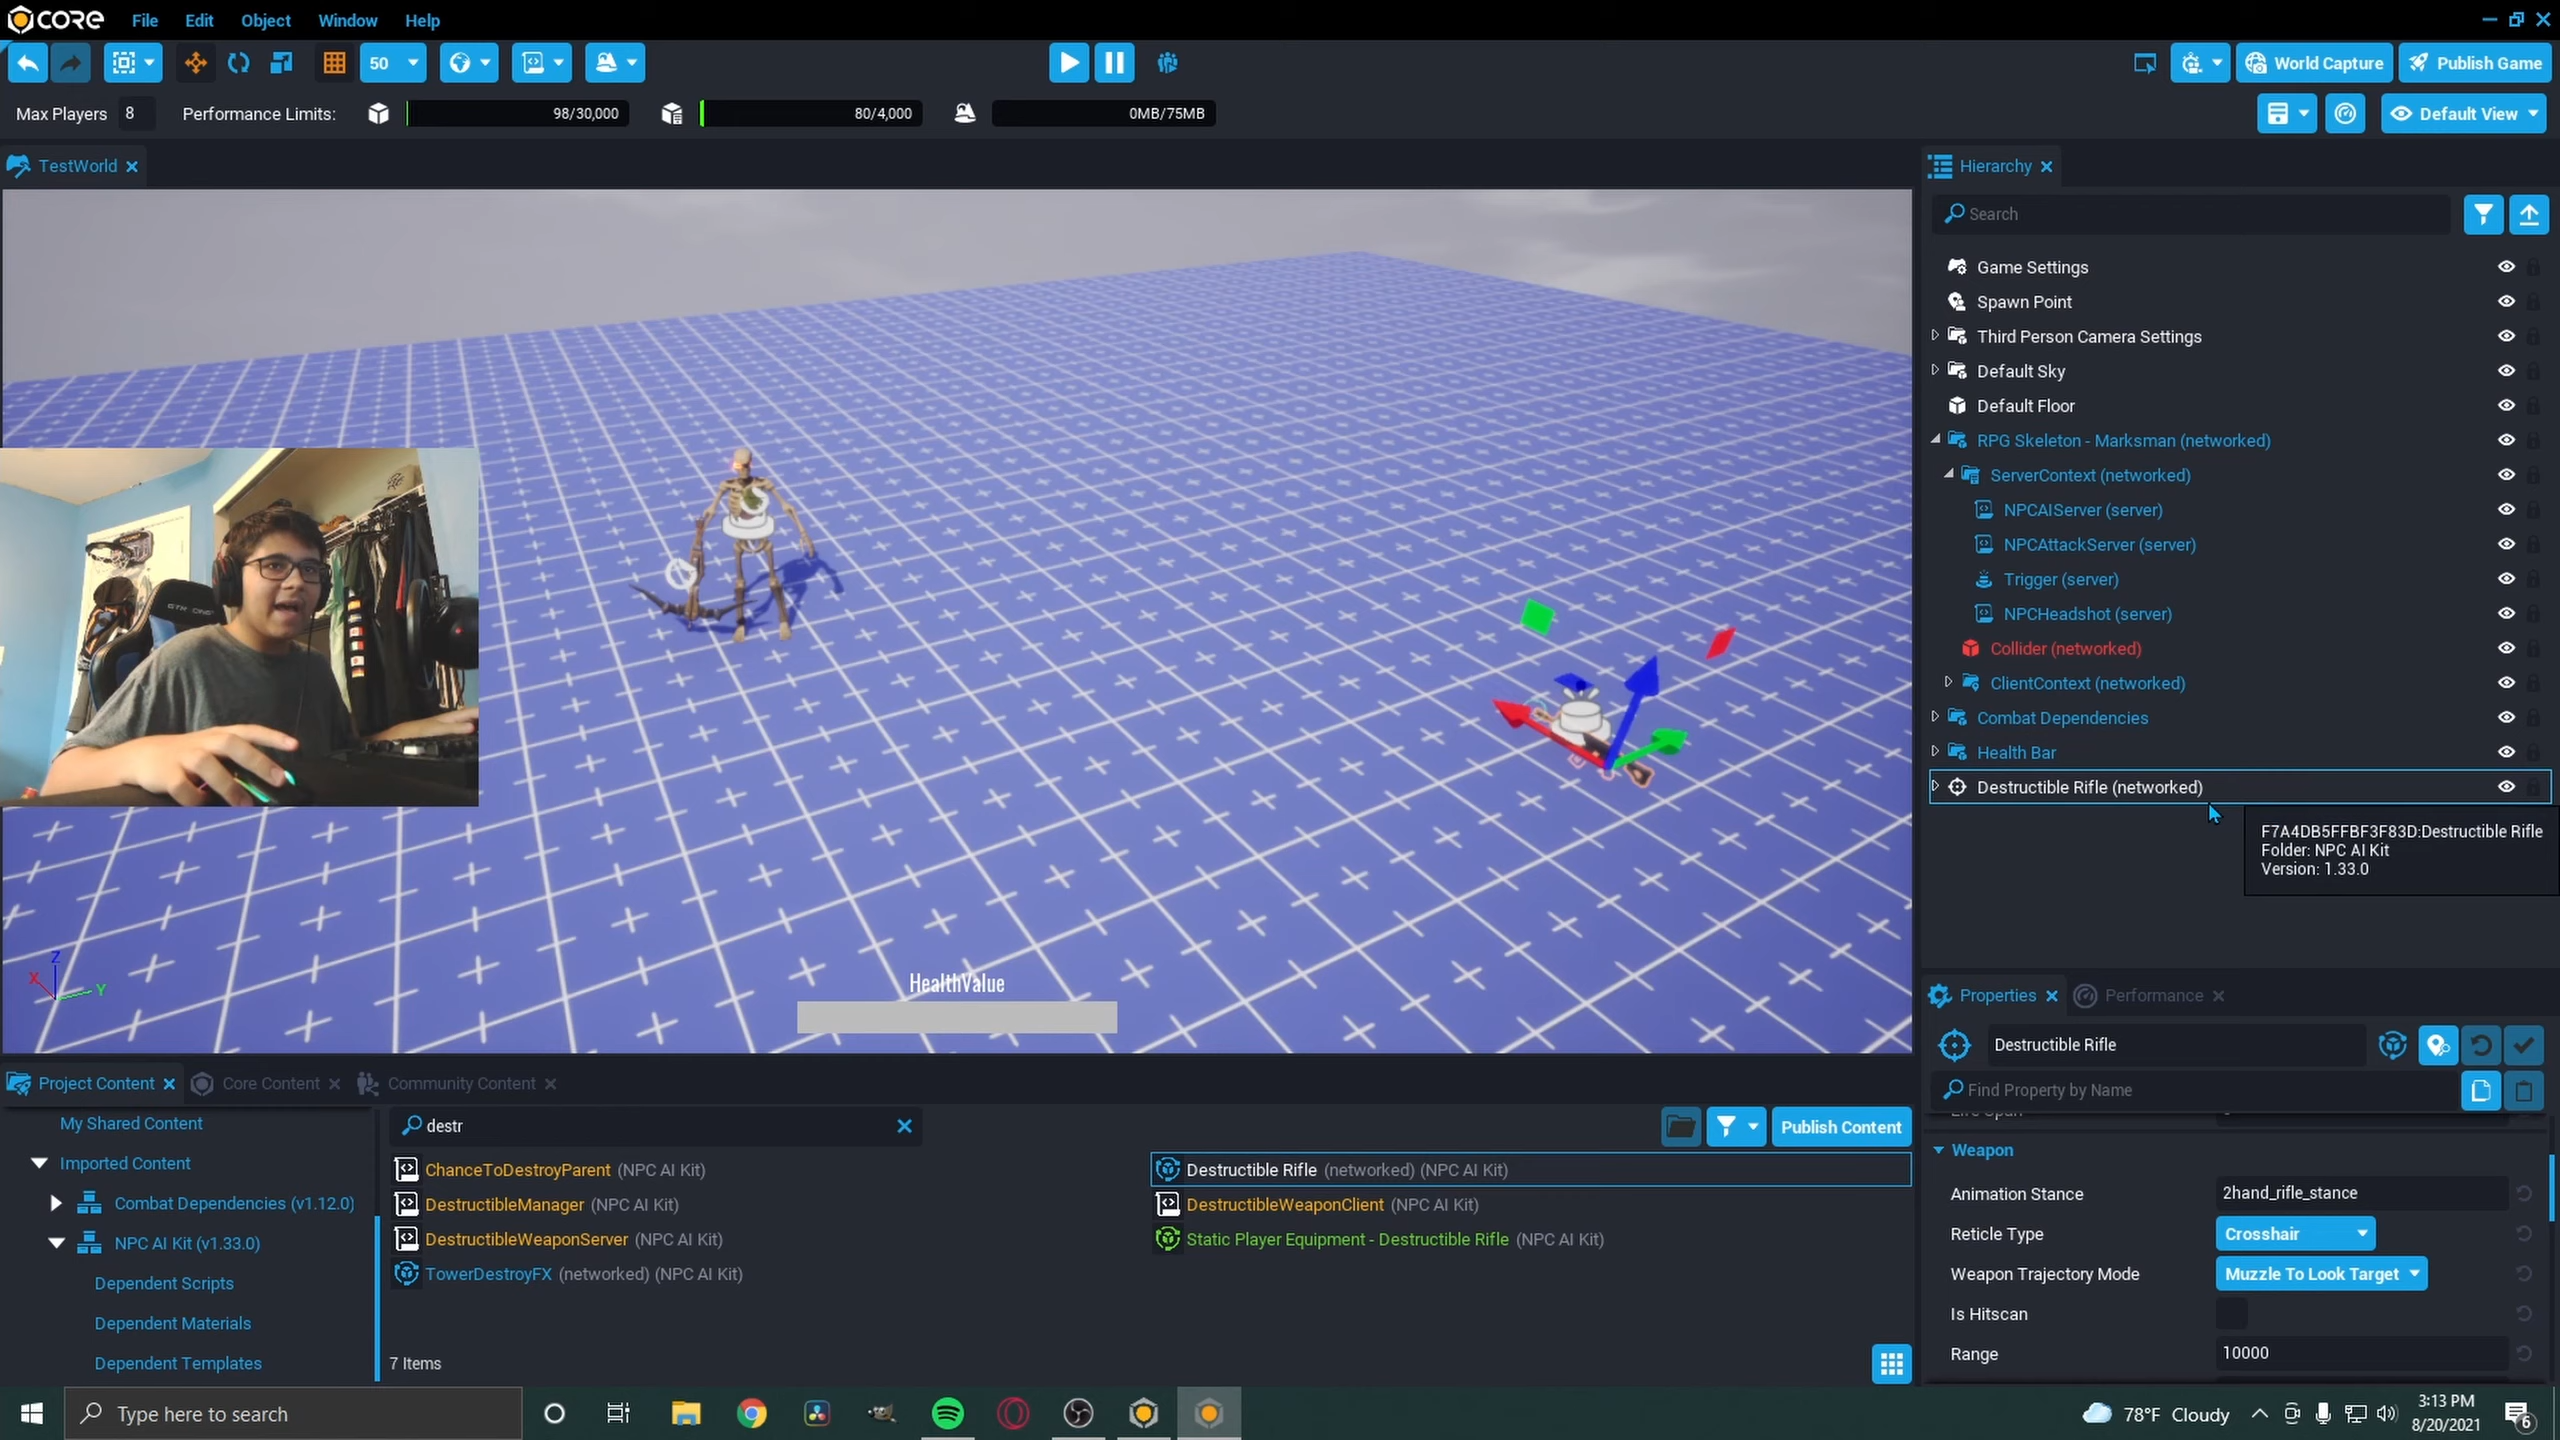 CORE File Edit Object Window Help
50
World Capture Publish Game
Max Players 8 Performance Limits: 98/30,000 80/4,000 0MB/75MB
Default View
TestWorld
Hierarchy
Search
Game Settings
Spawn Point
Third Person Camera Settings
Default Sky
Default Floor
RPG Skeleton - Marksman (networked)
ServerContext (networked)
NPCAIServer (server)
NPCAttackServer (server)
Trigger (server)
NPCHeadshot (server)
Collider (networked)
ClientContext (networked)
Combat Dependencies
Health Bar
Destructible Rifle (networked)
F7A4DB5FFBF3F83D:Destructible Rifle
Folder: NPC AI Kit
Version: 1.33.0
HealthValue
X Y Z
Properties Performance
Destructible Rifle
Find Property by Name
Life Span
Weapon
Animation Stance 2hand_rifle_stance
Reticle Type Crosshair
Weapon Trajectory Mode Muzzle To Look Target
Is Hitscan
Range 10000
Project Content Core Content Community Content
My Shared Content
Imported Content
Combat Dependencies (v1.12.0)
NPC AI Kit (v1.33.0)
Dependent Scripts
Dependent Materials
Dependent Templates
destr
Publish Content
ChanceToDestroyParent (NPC AI Kit)
DestructibleManager (NPC AI Kit)
DestructibleWeaponServer (NPC AI Kit)
TowerDestroyFX (networked) (NPC AI Kit)
Destructible Rifle (networked) (NPC AI Kit)
DestructibleWeaponClient (NPC AI Kit)
Static Player Equipment - Destructible Rifle (NPC AI Kit)
7 Items
Type here to search
78°F Cloudy
3:13 PM
8/20/2021
6